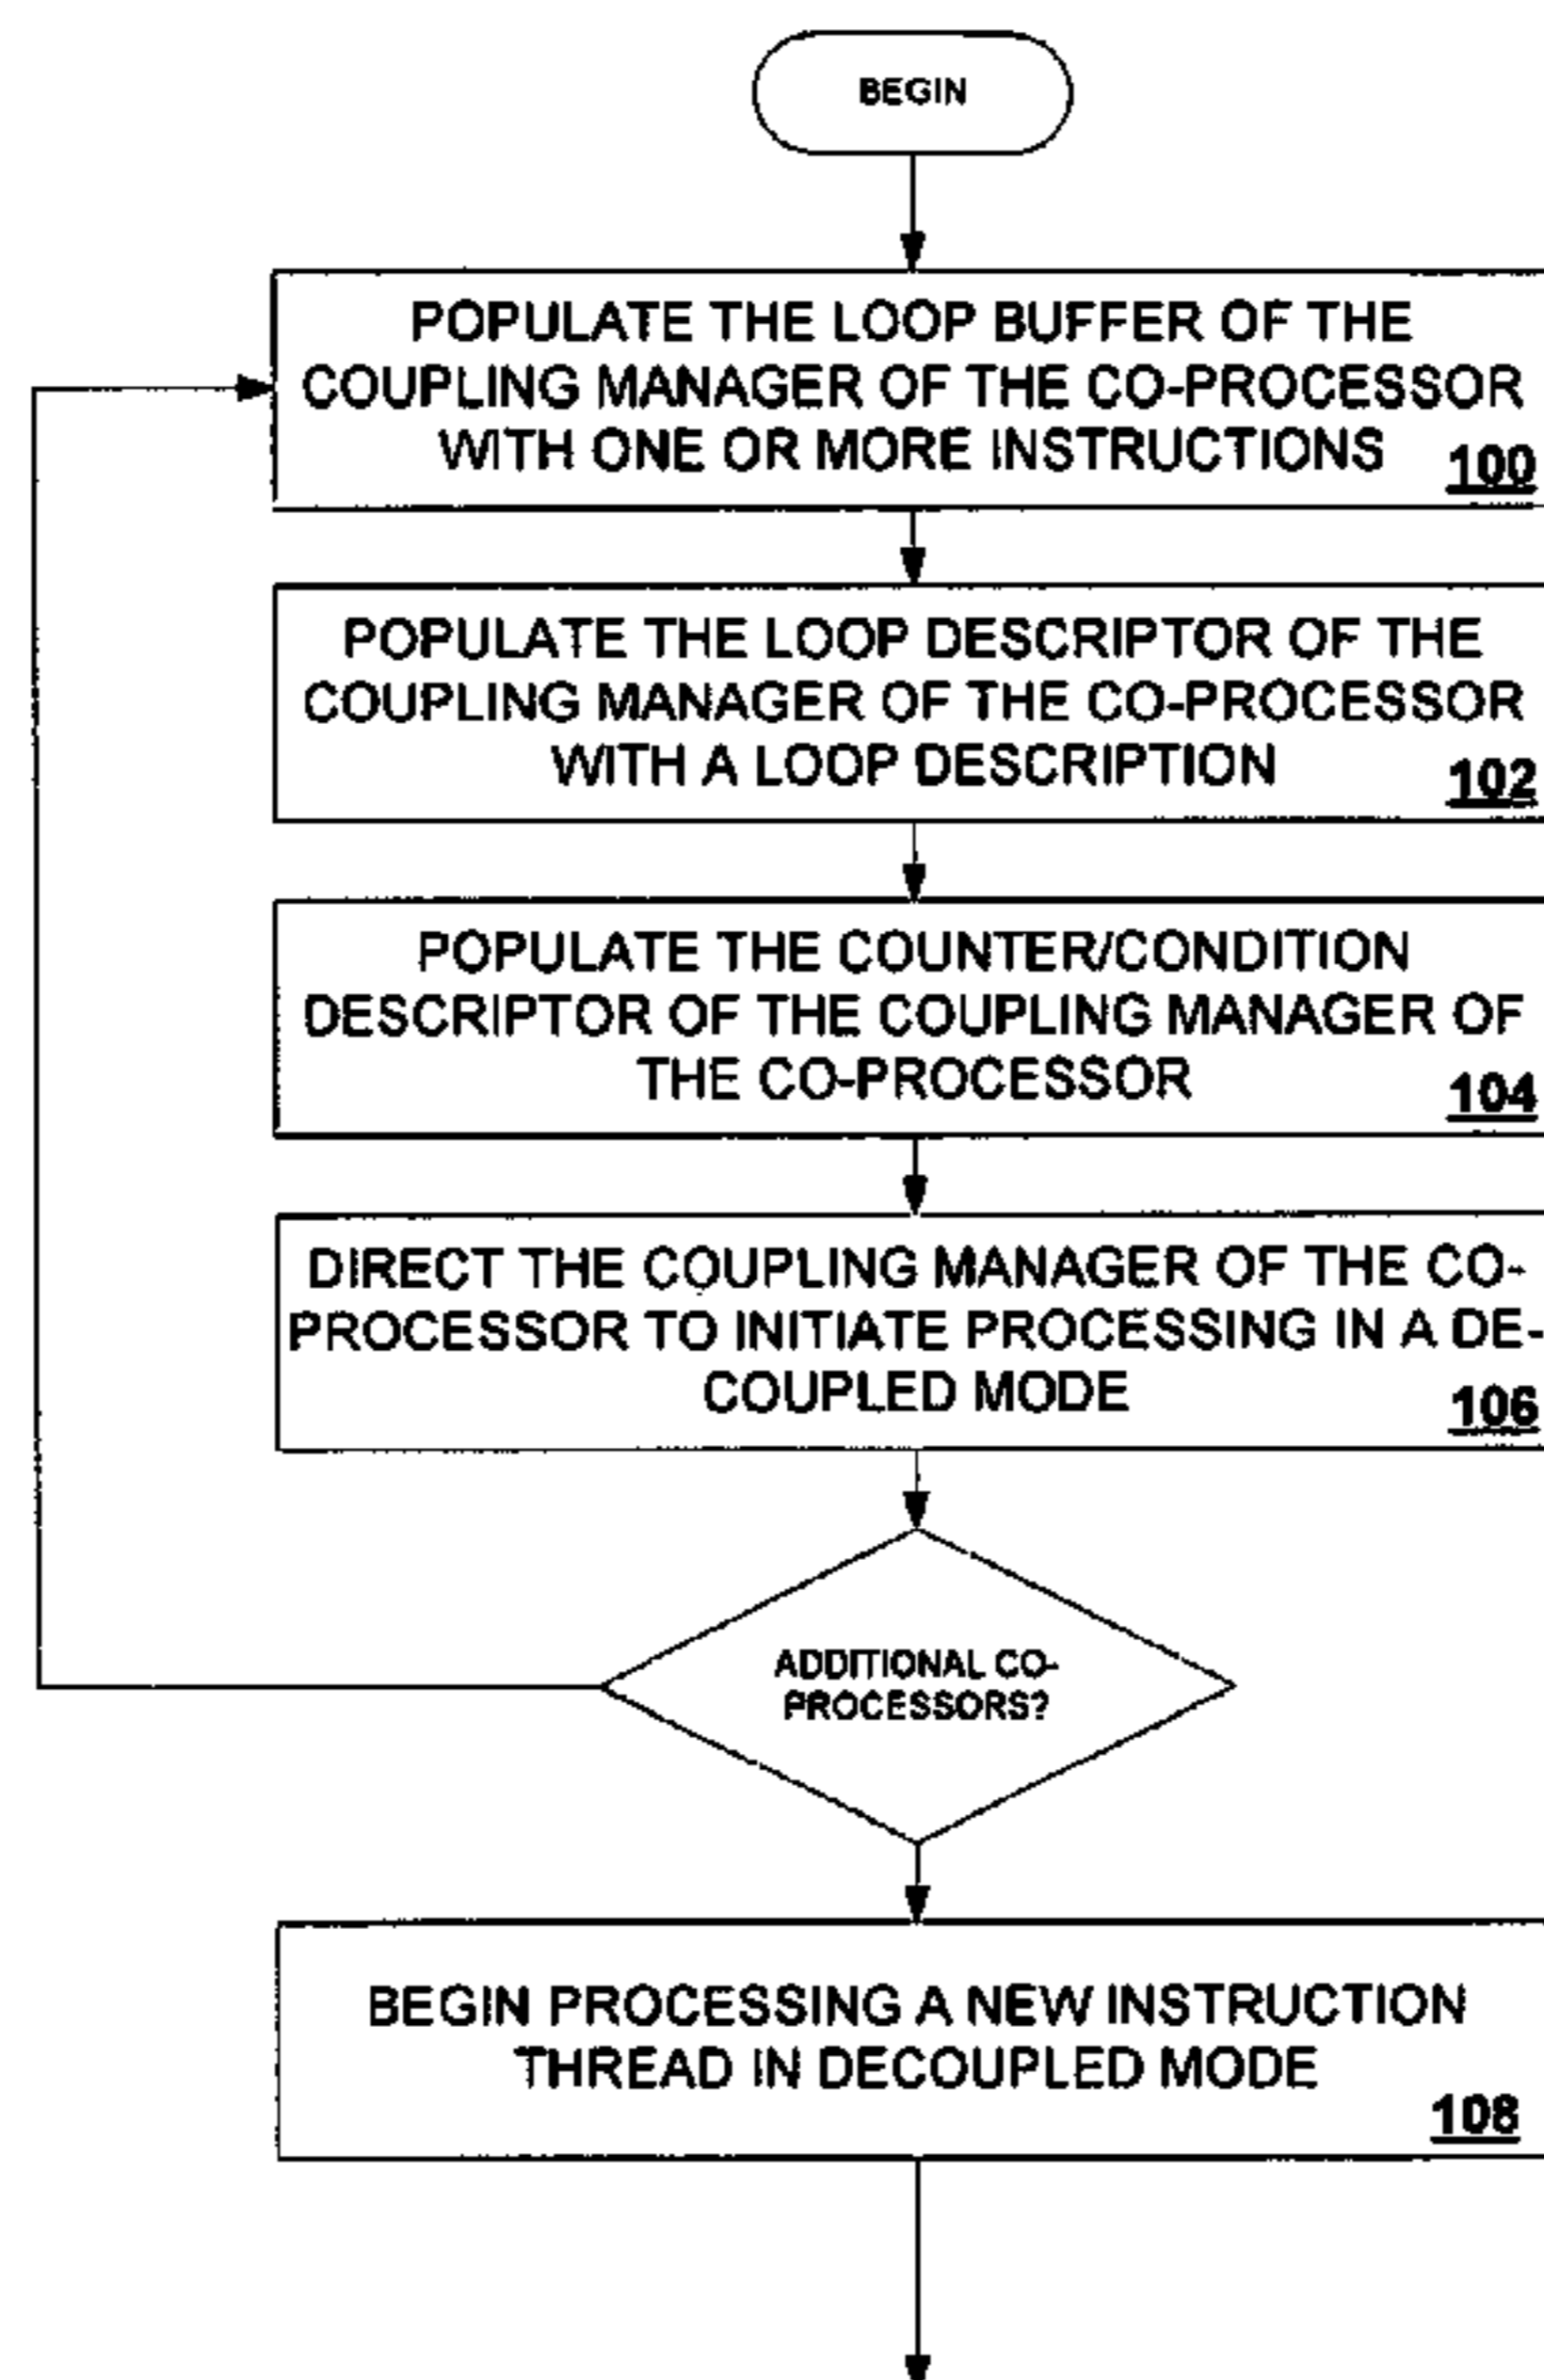 BEGIN
POPULATE THE LOOP BUFFER OF THE
COUPLING MANAGER OF THE CO-PROCESSOR
WITH ONE OR MORE INSTRUCTIONS
100
POPULATE THE LOOP DESCRIPTOR OF THE
COUPLING MANAGER OF THE CO-PROCESSOR
WITH A LOOP DESCRIPTION
102
POPULATE THE COUNTER/CONDITION
DESCRIPTOR OF THE COUPLING MANAGER OF
THE CO-PROCESSOR
104
DIRECT THE COUPLING MANAGER OF THE CO-
PROCESSOR TO INITIATE PROCESSING IN A DE-
COUPLED MODE
106
ADDITIONAL CO-
PROCESSORS?
BEGIN PROCESSING A NEW INSTRUCTION
THREAD IN DECOUPLED MODE
108